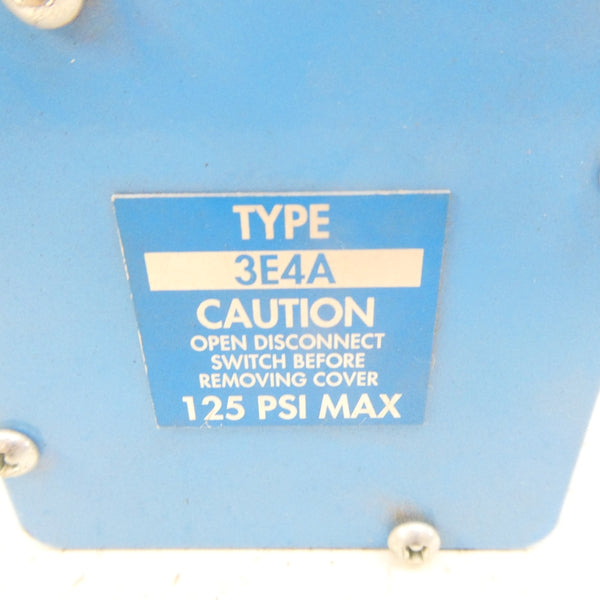 TYPE
3E4A
CAUTION
OPEN DISCONNECT
SWITCH BEFORE
REMOVING COVER
125 PSI MAX